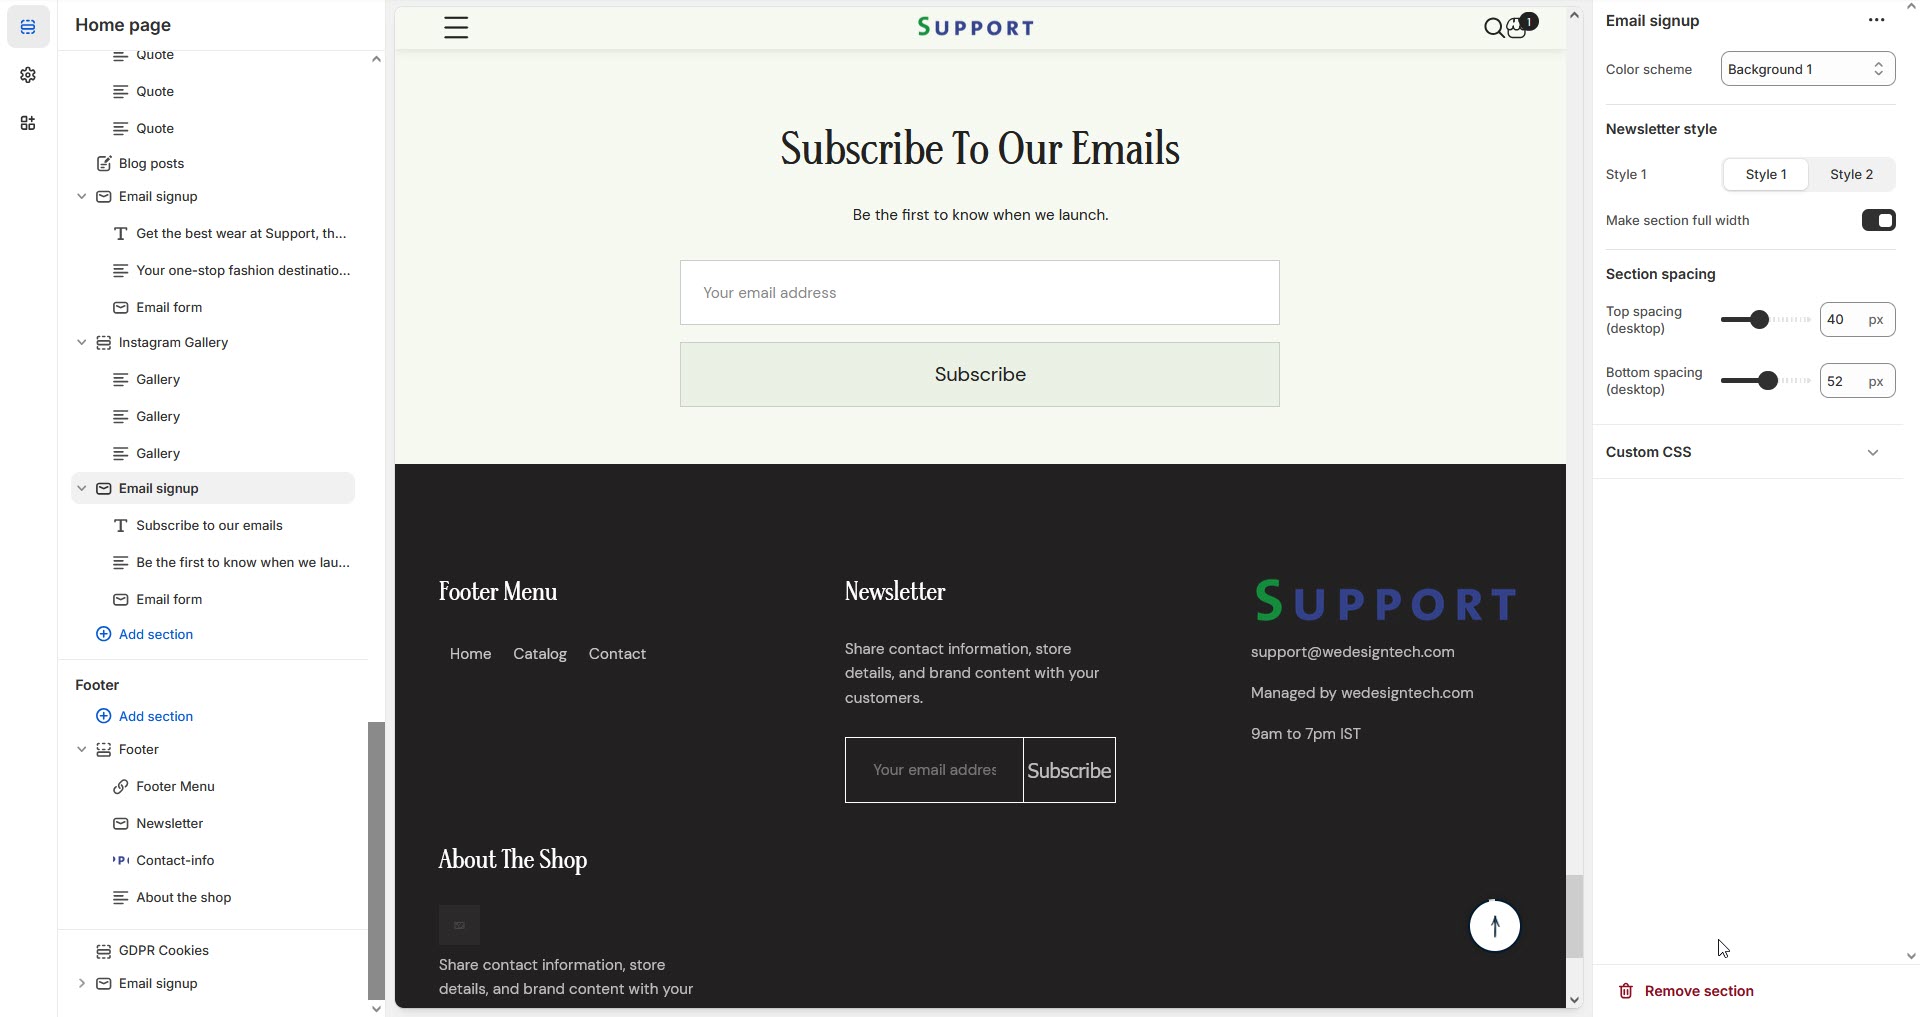 Home page
Quote
Quote
Quote
Blog posts
Email signup
Get the best wear at Support, th...
Your one-stop fashion destinatio...
Email form
Instagram Gallery
Gallery
Gallery
Gallery
Email signup
Subscribe to our emails
Be the first to know when we lau...
Email form
Add section
Footer
Add section
Footer
Footer Menu
Newsletter
Contact-info
About the shop
GDPR Cookies
Email signup
SUPPORT
1
Subscribe To Our Emails
Be the first to know when we launch.
Your email address
Subscribe
Footer Menu
Home Catalog Contact
Newsletter
Share contact information, store
details, and brand content with your
customers.
Your email addres
Subscribe
SUPPORT
support@wedesigntech.com
Managed by wedesigntech.com
9am to 7pm IST
About The Shop
Share contact information, store
details, and brand content with your
Email signup
Color scheme
Background 1
Newsletter style
Style 1
Style 1
Style 2
Make section full width
Section spacing
Top spacing
(desktop)
40 px
Bottom spacing
(desktop)
52 px
Custom CSS
Remove section